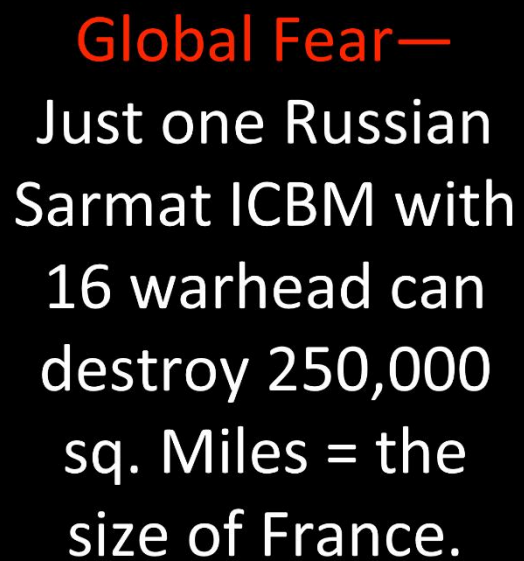 Global Fear—
Just one Russian
Sarmat ICBM with
16 warhead can
destroy 250,000
sq. Miles = the
size of France.